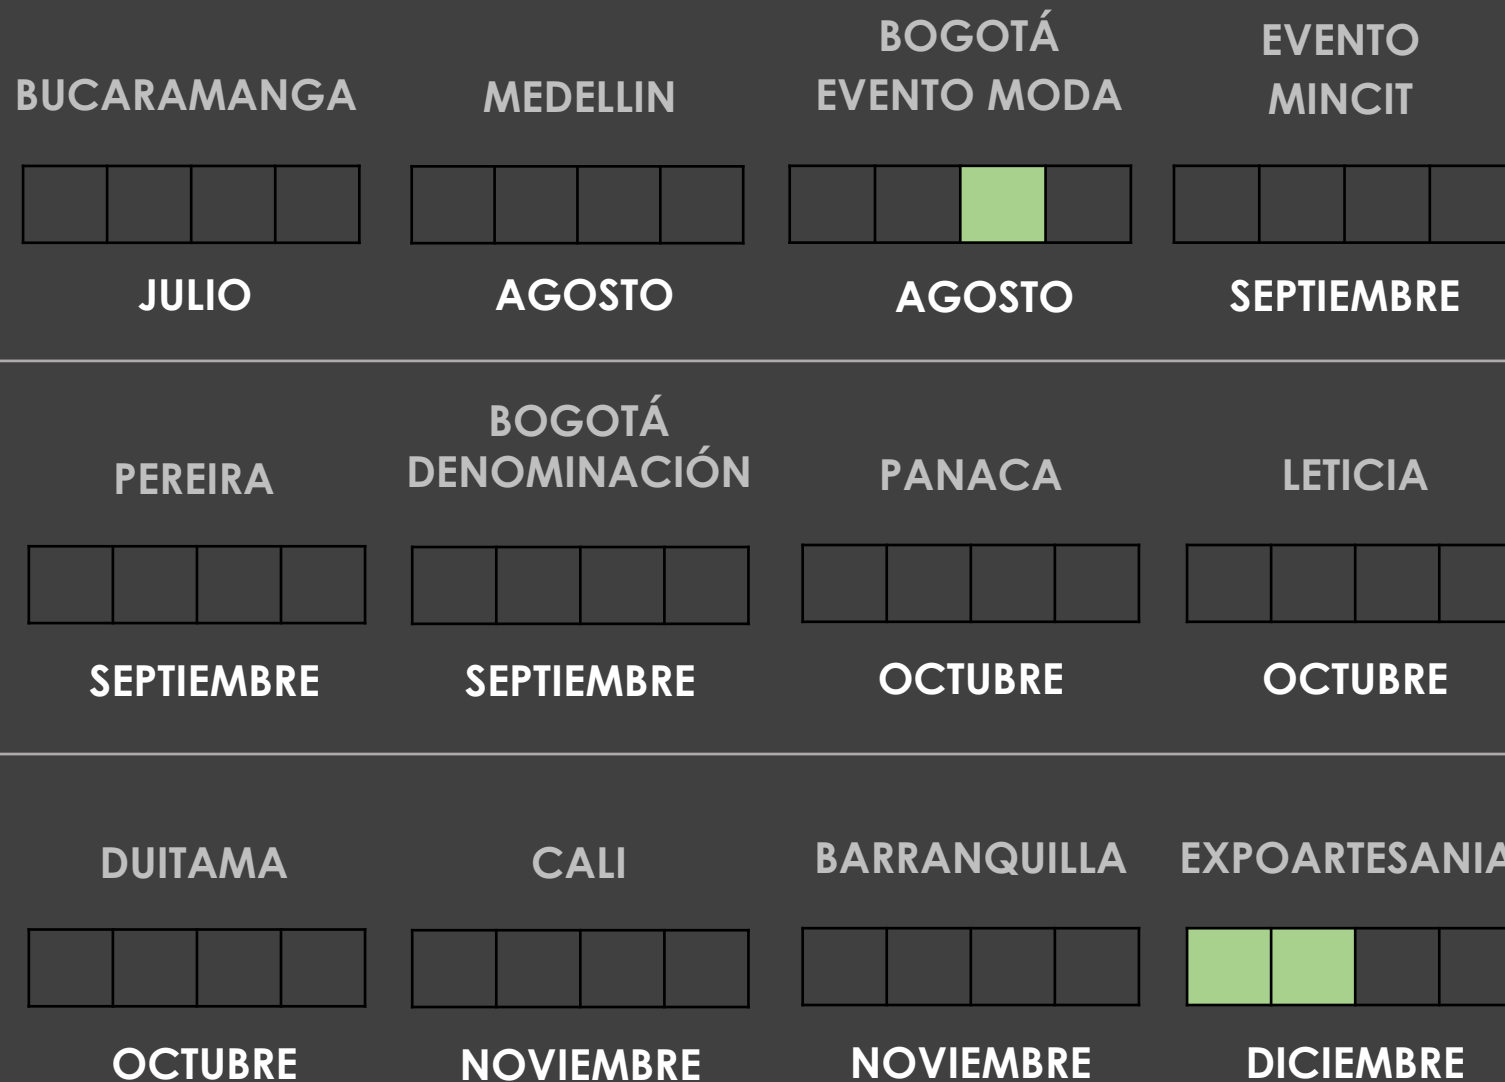 BUCARAMANGA
MEDELLIN
BOGOTÁ
EVENTO MODA
EVENTO
MINCIT
JULIO
AGOSTO
AGOSTO
SEPTIEMBRE
PEREIRA
BOGOTÁ
DENOMINACIÓN
PANACA
LETICIA
SEPTIEMBRE
SEPTIEMBRE
OCTUBRE
OCTUBRE
DUITAMA
CALI
BARRANQUILLA
EXPOARTESANIA
OCTUBRE
NOVIEMBRE
NOVIEMBRE
DICIEMBRE